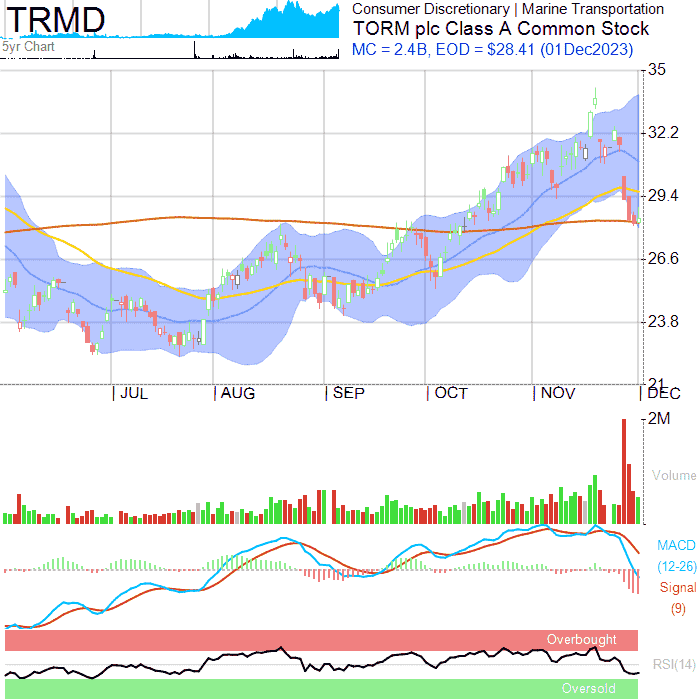 TRMD
5yr Chart
Consumer Discretionary | Marine Transportation
TORM plc Class A Common Stock
MC = 2.4B, EOD = $28.41 (01Dec2023)
35
32.2
29.4
26.6
23.8
21
JUL
AUG
SEP
OCT
NOV
DEC
2M
Volume
MACD
(12-26)
Signal
(9)
Overbought
RSI(14)
Oversold